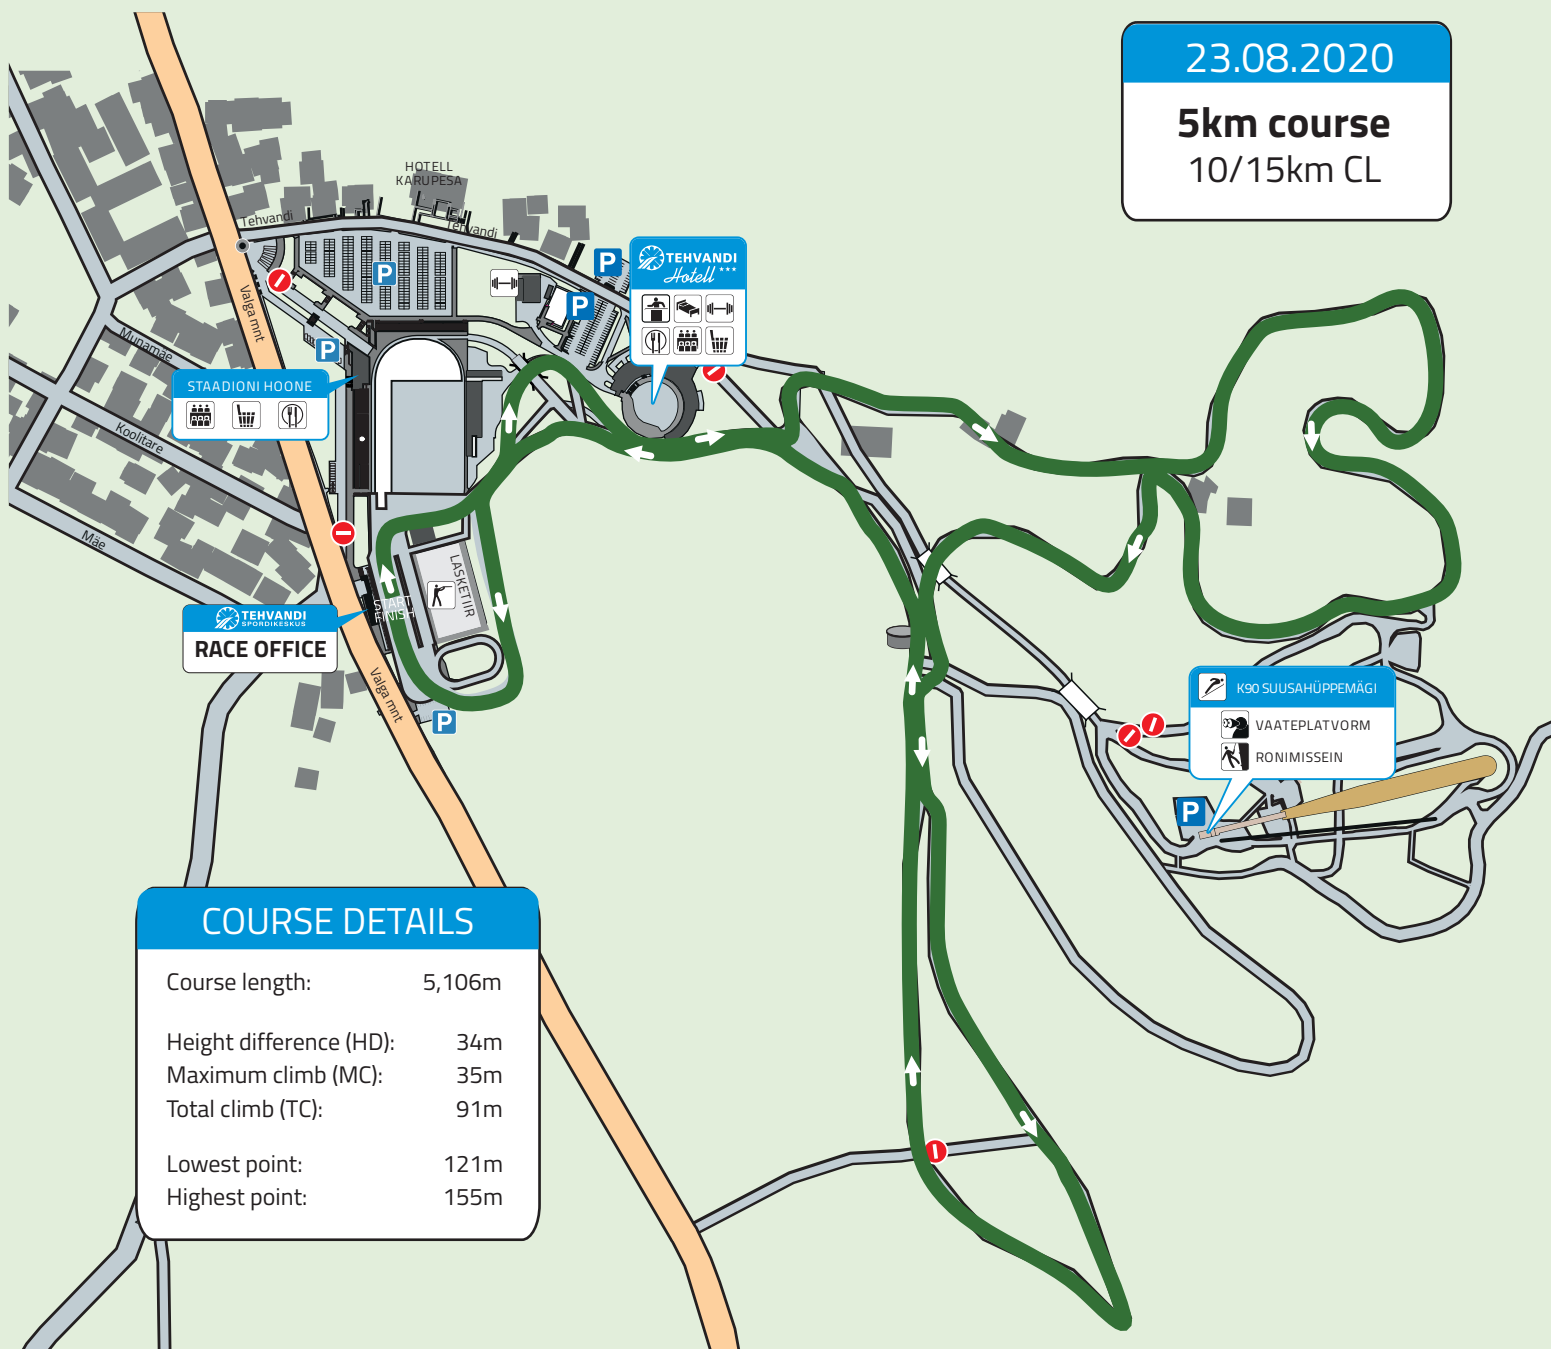 23.08.2020
5km course
10/15km CL
HOTELL
KARUPESA
Tehvandi
Tehvandi
TEHVANDI
Hotell ***
P
P
P
P
Valga mnt
Munamäe
STAADIONI HOONE
Koolitare
Mäe
LASKETIIR
START
FINISH
TEHVANDI
SPORDIKESKUS
RACE OFFICE
Valga mnt
P
K90 SUUSAHÜPPEMÄGI
VAATEPLATVORM
RONIMISSEIN
P
COURSE DETAILS
Course length: 5,106m
Height difference (HD): 34m
Maximum climb (MC): 35m
Total climb (TC): 91m
Lowest point: 121m
Highest point: 155m